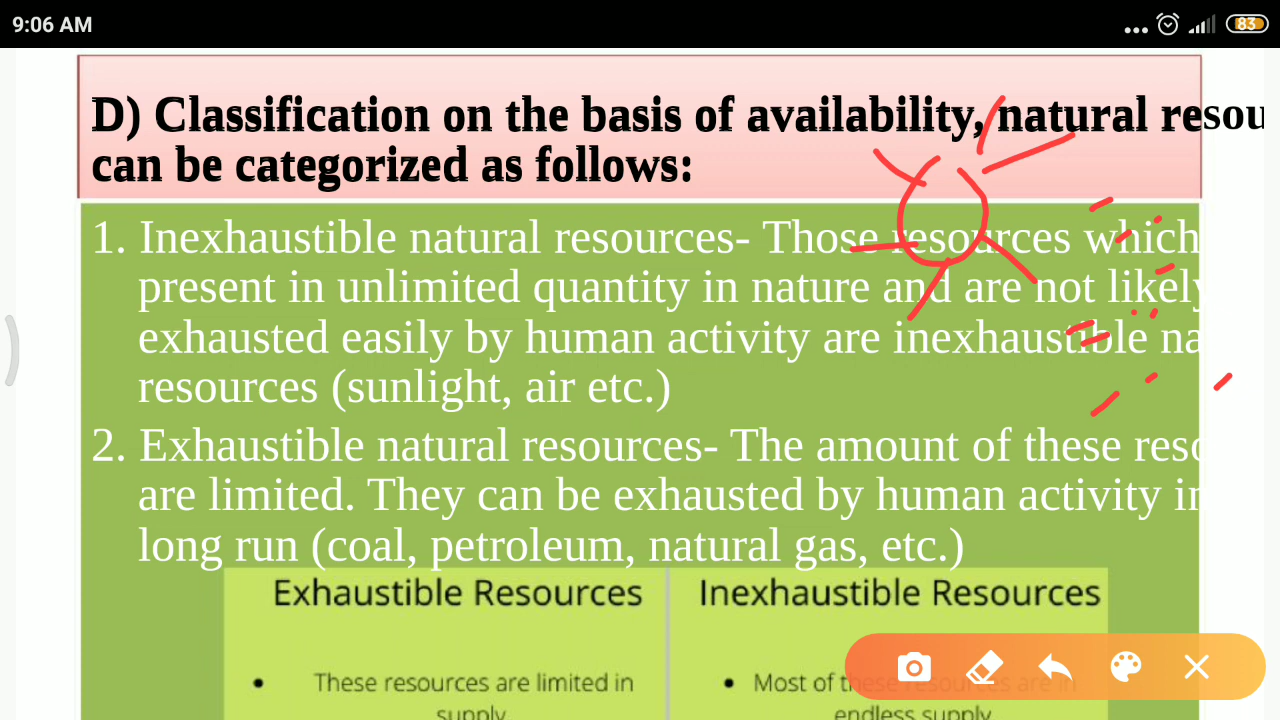 9:06 AM
83
D) Classification on the basis of availability, natural resou
can be categorized as follows:
1. Inexhaustible natural resources- Those resources which
present in unlimited quantity in nature and are not likely
exhausted easily by human activity are inexhaustible na
resources (sunlight, air etc.)
2. Exhaustible natural resources- The amount of these reso
are limited. They can be exhausted by human activity in
long run (coal, petroleum, natural gas, etc.)
Exhaustible Resources
Inexhaustible Resources
• These resources are limited in
supply
• Most of these resources are in
endless supply